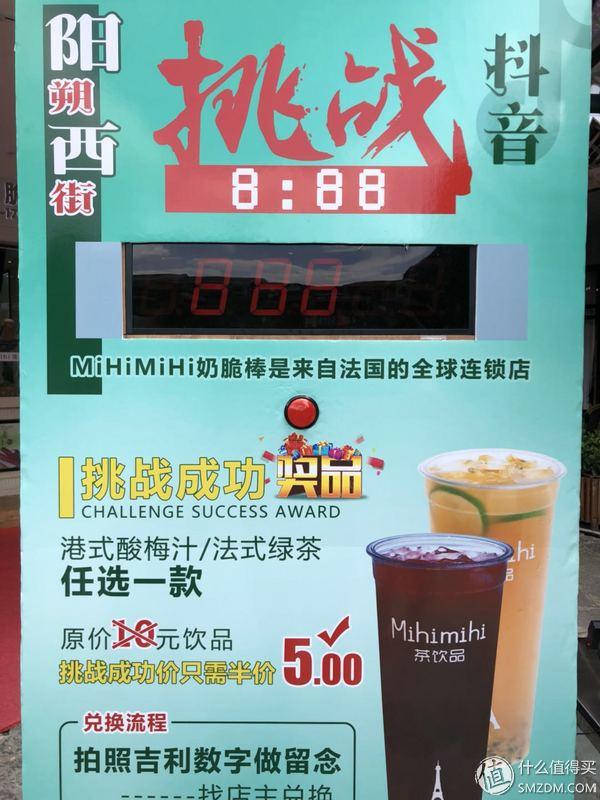 阳朔西街
挑战
抖音
8:88
888
MiHiMiHi奶脆棒是来自法国的全球连锁店
挑战成功 奖品
CHALLENGE SUCCESS AWARD
港式酸梅汁/法式绿茶
任选一款
原价10元饮品
挑战成功价只需半价 5.00
Mihimihi
茶饮品
hi
品
兑换流程
拍照吉利数字做留念
------找店主兑换
值 什么值得买
SMZDM.COM